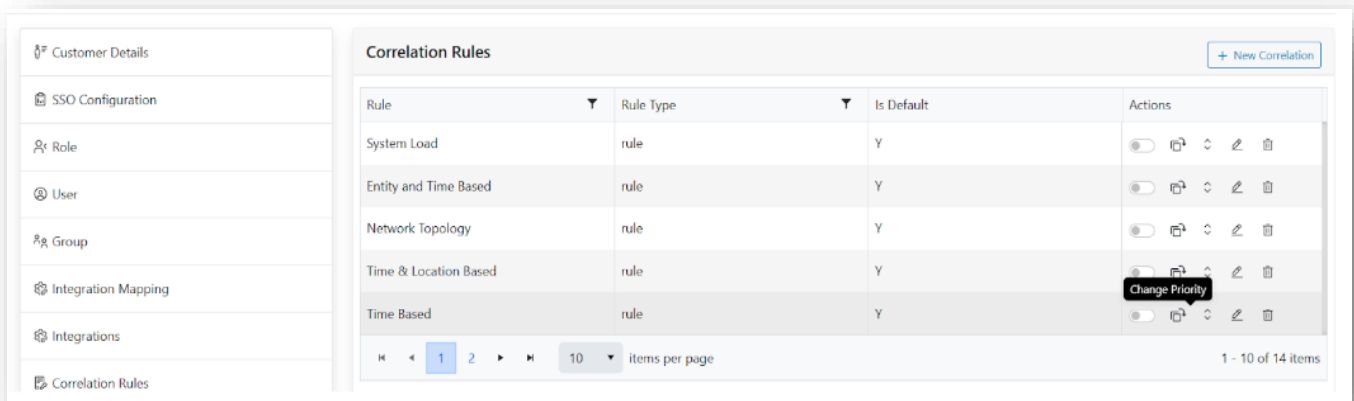 Customer Details
SSO Configuration
Role
User
Group
Integration Mapping
Integrations
Correlation Rules
Correlation Rules
+ New Correlation
Rule Rule Type Is Default Actions
System Load rule Y
Entity and Time Based rule Y
Network Topology rule Y
Time & Location Based rule Y
Change Priority
Time Based rule Y
1 2 10 items per page 1 - 10 of 14 items